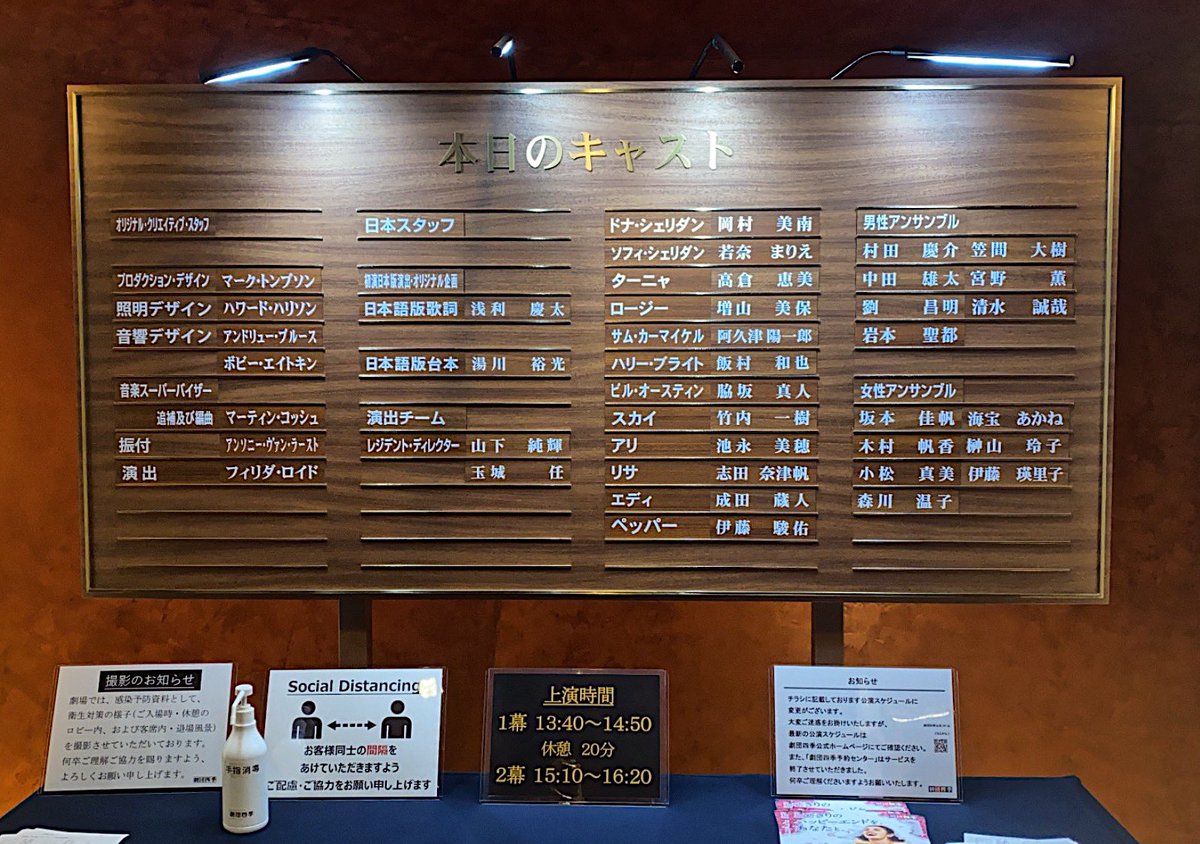 本日のキャスト
オリジナル・クリエイティブ・スタッフ
プロダクション・デザイン マーク・トンプソン
照明デザイン ハワード・ハリソン
音響デザイン アンドリュー・ブルース
ボビー・エイトキン
音楽スーパーバイザー
追補及び編曲 マーティン・コッシュ
振付 アンソニー・ヴァン・ラースト
演出 フィリダ・ロイド
日本スタッフ
初演日本版演出・オリジナル企画
日本語版歌詞 浅利 慶太
日本語版台本 湯川 裕光
演出チーム
レジデント・ディレクター 山下 純輝
玉城 任
ドナ・シェリダン 岡村 美南
ソフィ・シェリダン 若奈 まりえ
ターニャ 高倉 恵美
ロージー 増山 美保
サム・カーマイケル 阿久津 陽一郎
ハリー・ブライト 飯村 和也
ビル・オースティン 脇坂 真人
スカイ 竹内 一樹
アリ 池永 美穂
リサ 志田 奈津帆
エディ 成田 蔵人
ペッパー 伊藤 駿佑
男性アンサンブル
村田 慶介 笠間 大樹
中田 雄太 宮野 薫
劉 昌明 清水 誠哉
岩本 聖都
女性アンサンブル
坂本 佳帆 海宝 あかね
木村 帆香 榊山 玲子
小松 真美 伊藤 瑛里子
森川 温子
撮影のお知らせ
劇場では、感染予防資料として、
衛生対策の様子(ご入場時・休憩の
ロビー内、および客席内・退場風景)
を撮影させていただいております。
何卒ご理解ご協力を賜りますよう、
よろしくお願い申し上げます。
劇団四季
手指消毒
劇団四季
Social Distancing
お客様同士の間隔を
あけていただきますよう
ご配慮・ご協力をお願い申し上げます
上演時間
1幕 13:40〜14:50
休憩 20分
2幕 15:10〜16:20
お知らせ
チラシに記載しております公演スケジュールに
変更がございます。
大変ご迷惑をお掛けいたしますが、
最新の公演スケジュールは
劇団四季公式ホームページにてご確認ください。
また、「劇団四季予約センター」はサービスを
終了させていただきました。
何卒ご理解くださいますようお願いいたします。
劇団四季